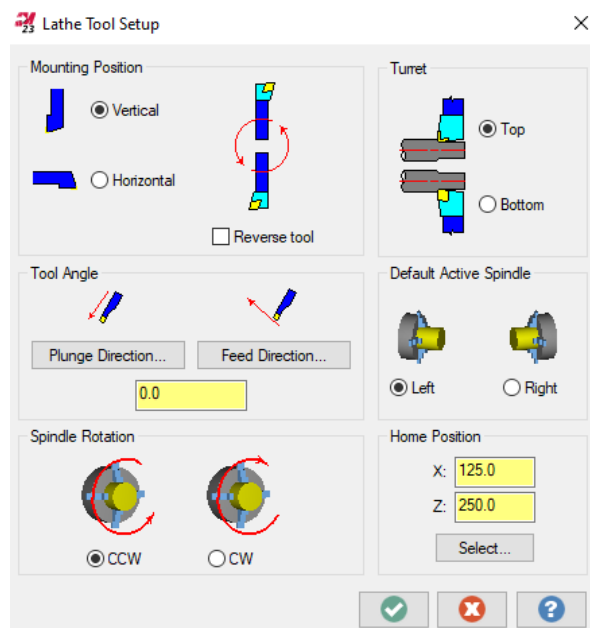 23 Lathe Tool Setup
Mounting Position
Vertical
Horizontal
Reverse tool
Turret
Top
Bottom
Tool Angle
Plunge Direction...
Feed Direction...
0.0
Default Active Spindle
Left
Right
Spindle Rotation
CCW
CW
Home Position
X: 125.0
Z: 250.0
Select...
?